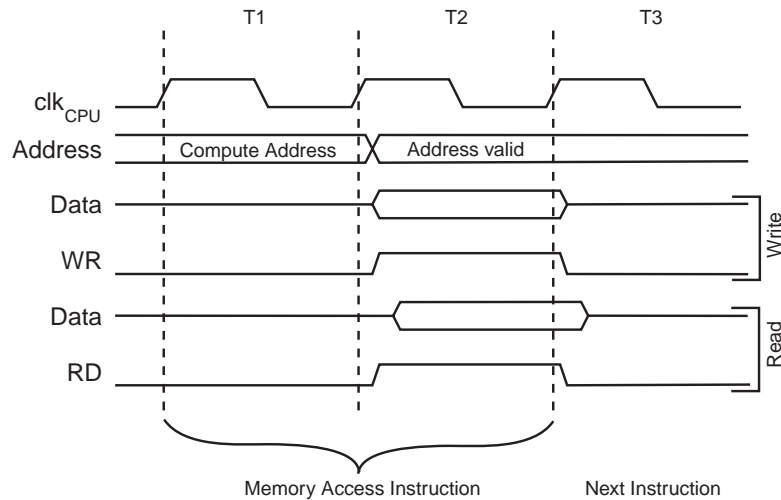 T1 T2 T3
clkCPU
Address Compute Address Address valid
Data
WR
Write
Data
RD
Read
Memory Access Instruction Next Instruction